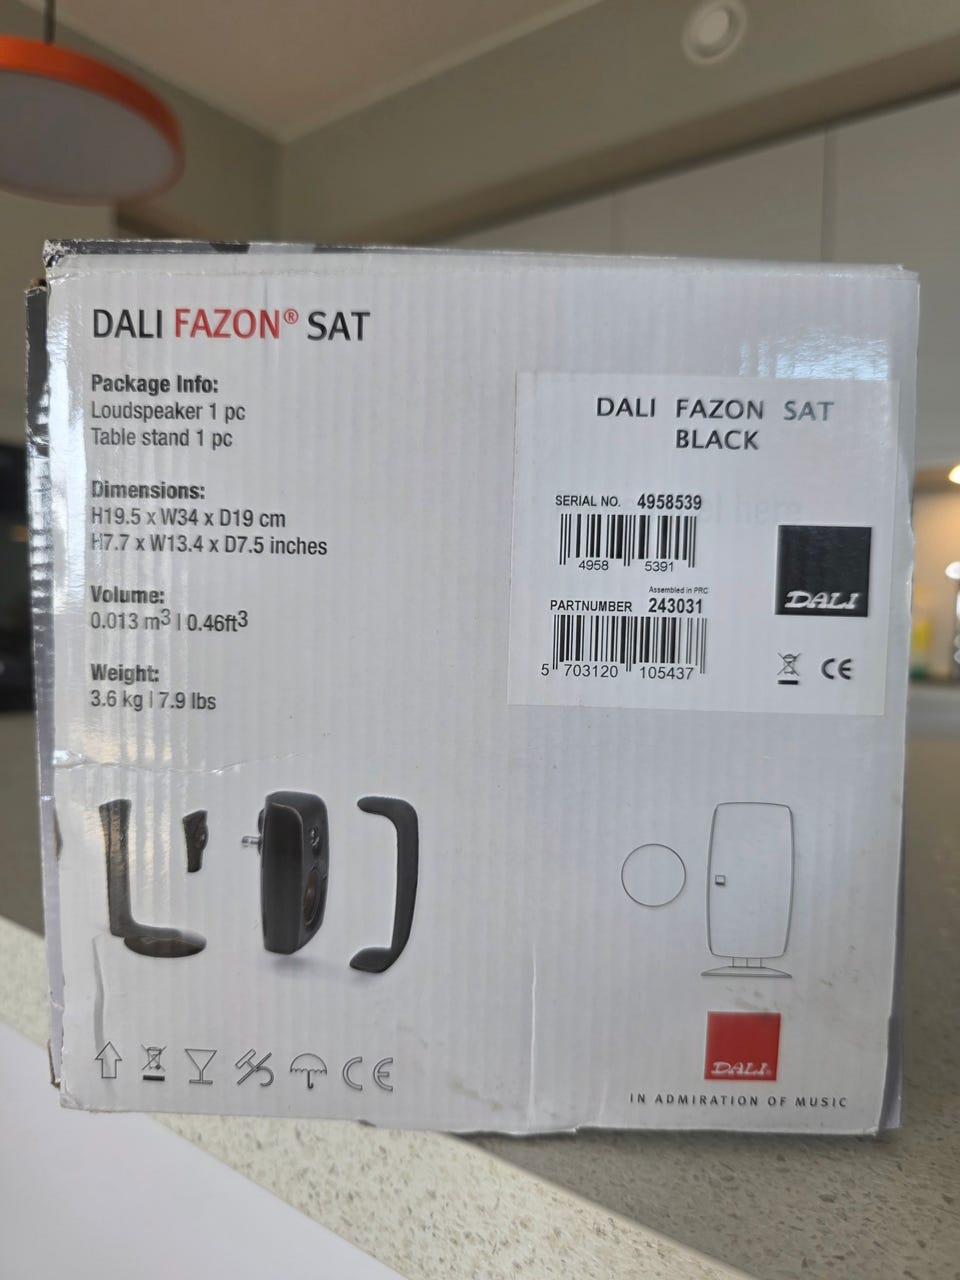 DALI FAZON® SAT
Package Info:
Loudspeaker 1 pc
Table stand 1 pc
Dimensions:
H19.5 x W34 x D19 cm
H7.7 x W13.4 x D7.5 inches
Volume:
0.013 m3 | 0.46ft3
Weight:
3.6 kg | 7.9 lbs
DALI FAZON SAT
BLACK
SERIAL NO. 4958539
4958 5391
Assembled in PRC
PARTNUMBER 243031
5 703120 105437
DALI
CE
CE
DALI
IN ADMIRATION OF MUSIC